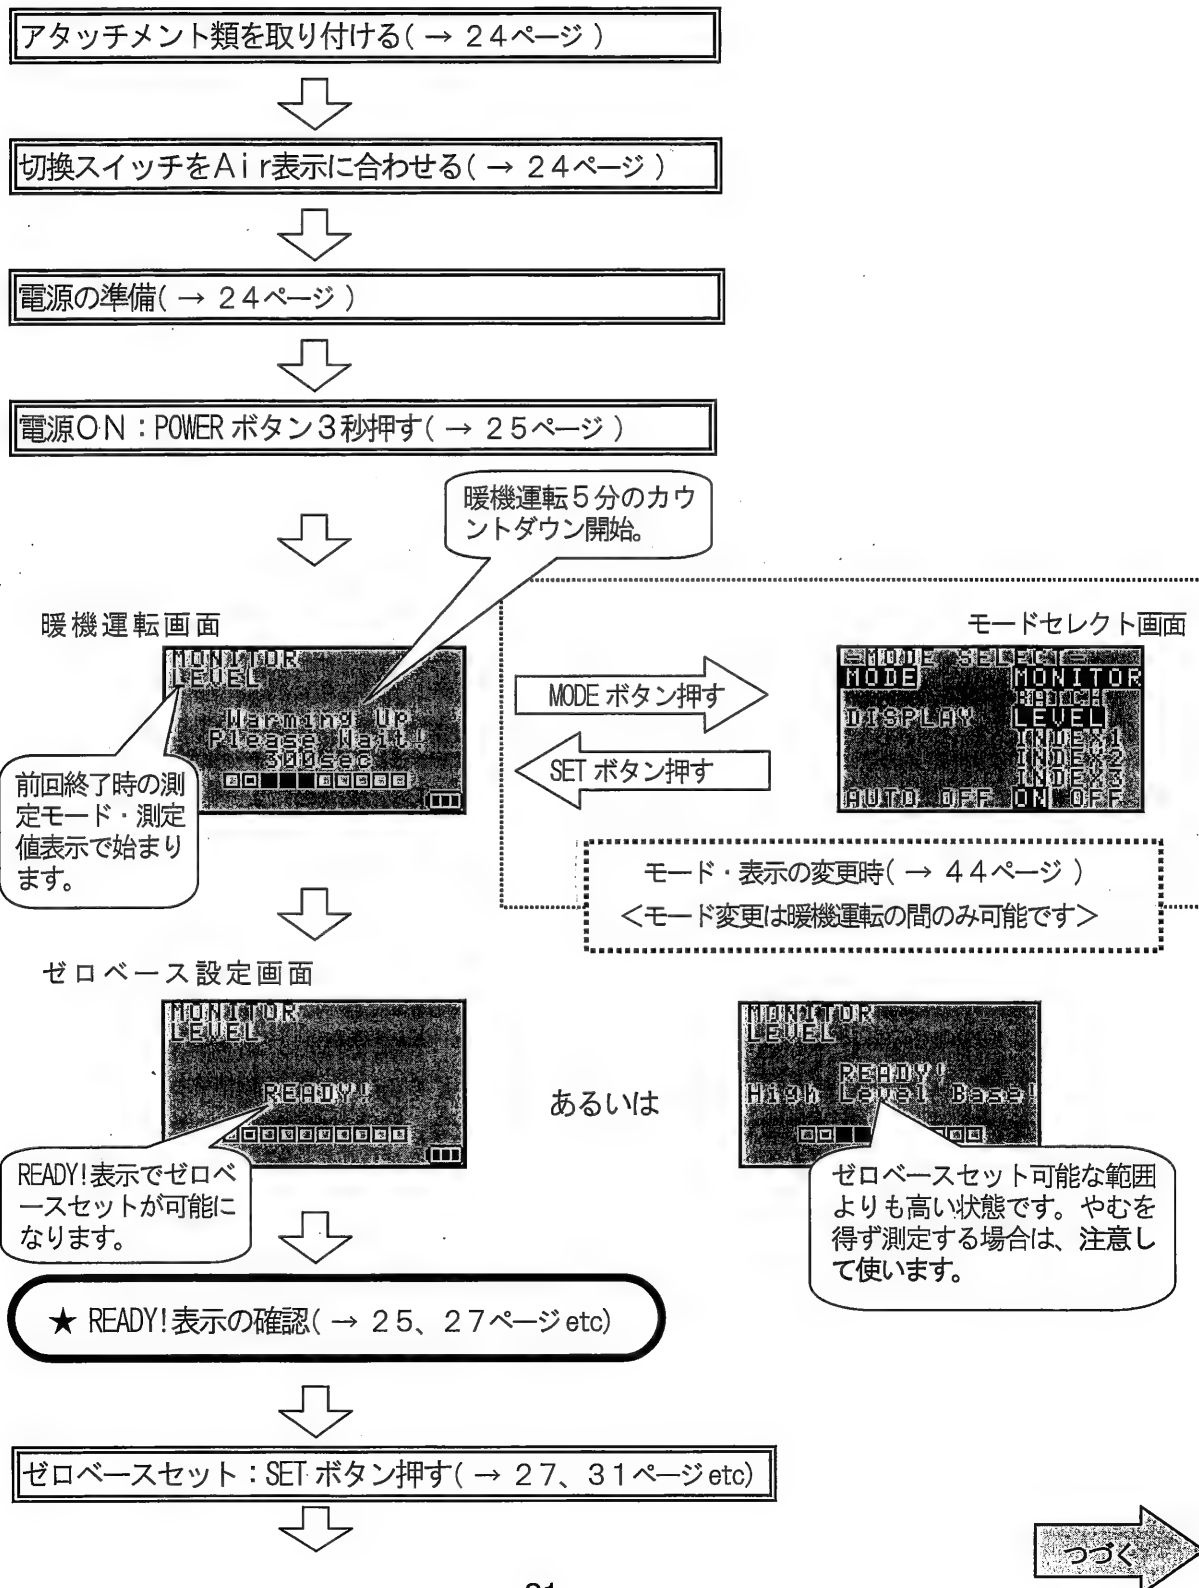 アタッチメント類を取り付ける( → 24ページ )
切換スイッチをAir表示に合わせる( → 24ページ )
電源の準備( → 24ページ )
電源ON:POWER ボタン3秒押す( → 25ページ )
暖機運転5分のカウ
ントダウン開始。
暖機運転画面
MONITOR
LEVEL
Warming Up
Please Wait!
300sec
前回終了時の測
定モード・測定
値表示で始まり
ます。
MODE ボタン押す
SET ボタン押す
モードセレクト画面
=MODE SELECT=
MODE MONITOR
BATCH
DISPLAY LEVEL
INDEX1
INDEX2
INDEX3
AUTO OFF ON OFF
モード・表示の変更時( → 44ページ )
<モード変更は暖機運転の間のみ可能です>
ゼロベース設定画面
MONITOR
LEVEL
READY!
READY!表示でゼロベ
ースセットが可能に
なります。
あるいは
MONITOR
LEVEL
READY!
High Level Base!
ゼロベースセット可能な範囲
よりも高い状態です。やむを
得ず測定する場合は、注意し
て使います。
★ READY!表示の確認( → 25、27ページ etc)
ゼロベースセット:SET ボタン押す( → 27、31ページ etc)
つづく